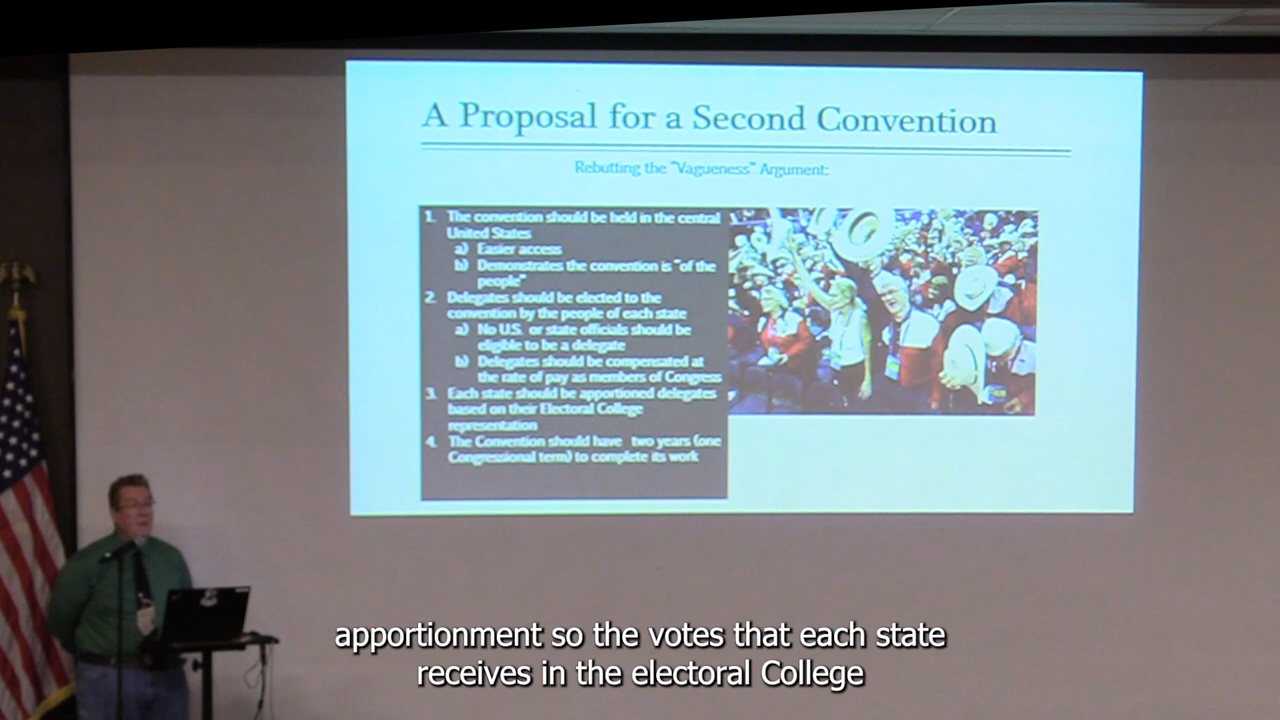 A Proposal for a Second Convention
Rebutting the "Vagueness" Argument:
1. The convention should be held in the central
United States
a) Easier access
b) Demonstrates the convention is "of the
people"
2. Delegates should be elected to the
convention by the people of each state
a) No U.S. or state officials should be
eligible to be a delegate
b) Delegates should be compensated at
the rate of pay as members of Congress
3. Each state should be apportioned delegates
based on their Electoral College
representation
4. The Convention should have two years (one
Congressional term) to complete its work
apportionment so the votes that each state
receives in the electoral College